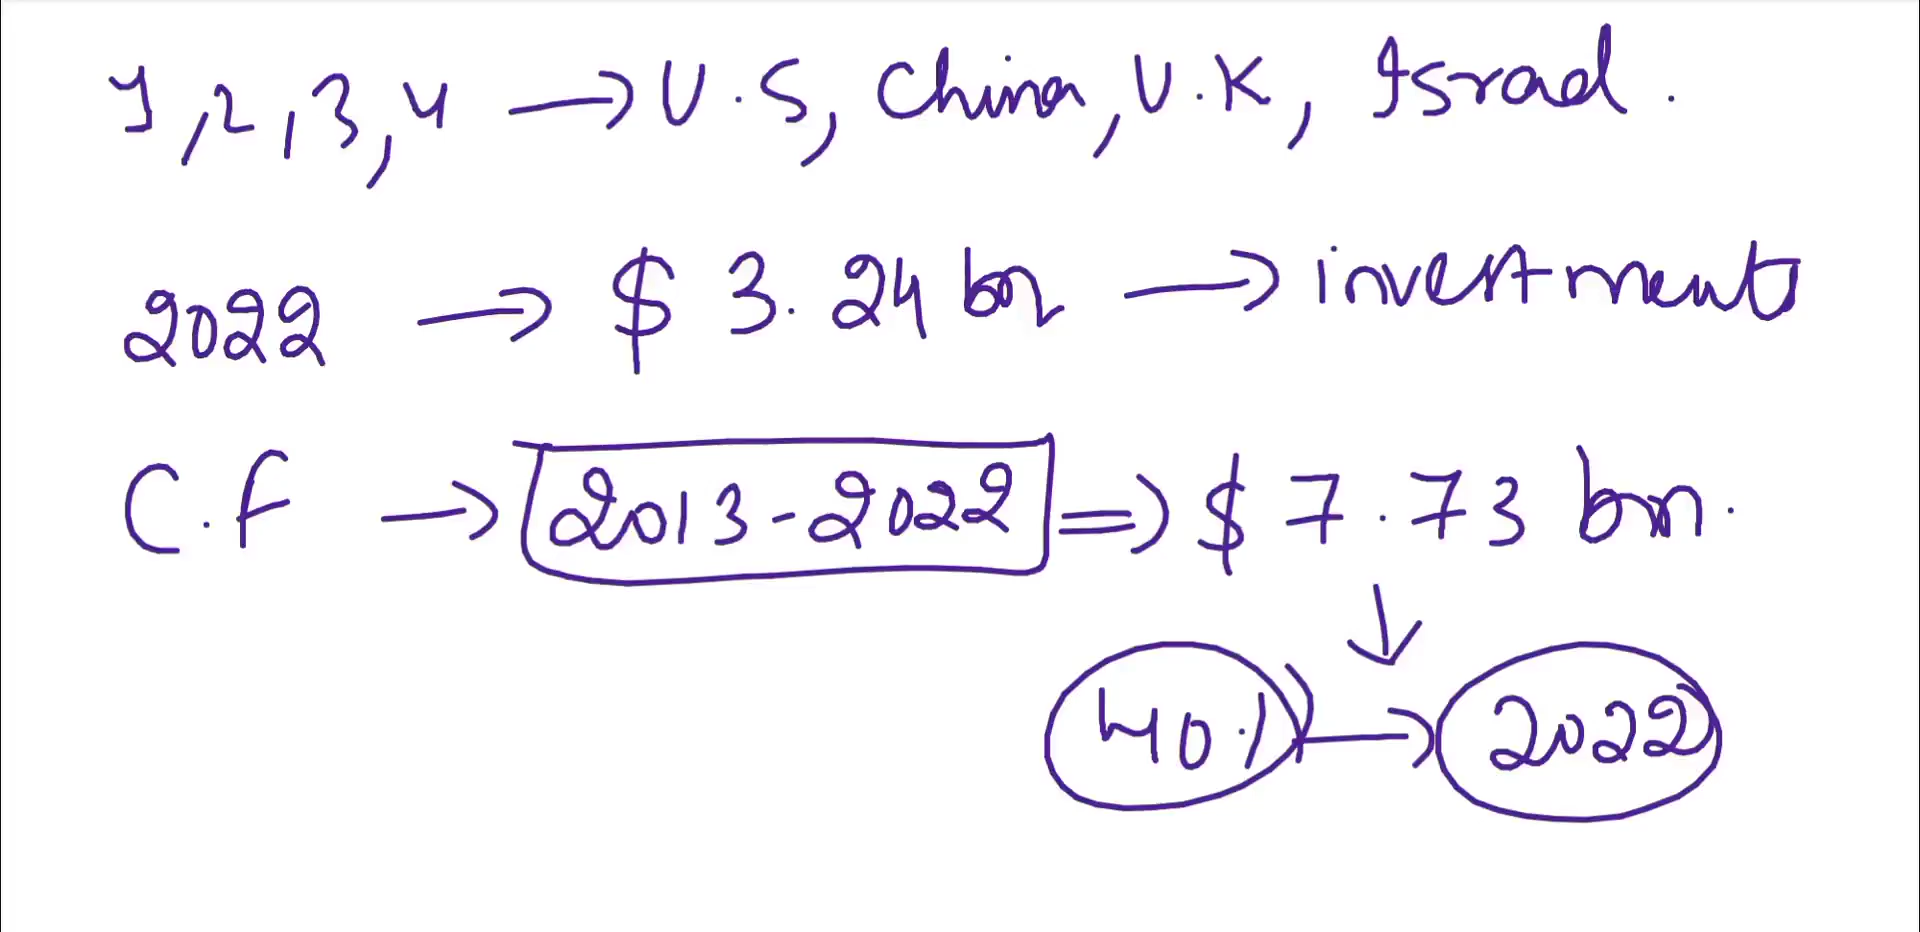 1, 2, 3, 4 → U.S, China, U.K, Israel.
2022 → $ 3.24 bn → investments
C.F → 2013-2022 ⇒ $ 7.73 bn.
↓
40% → 2022